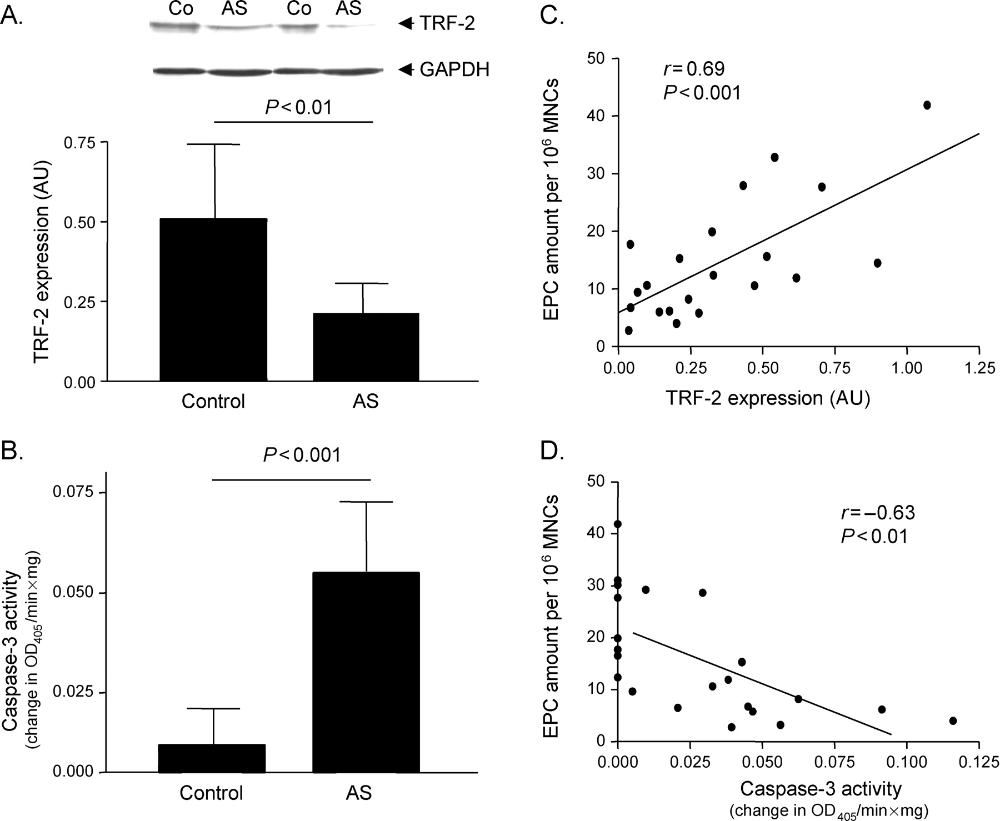 A.
Co AS Co AS
TRF-2
GAPDH
P<0.01
0.75
0.50
0.25
0.00
TRF-2 expression (AU)
Control AS
B.
P<0.001
0.075
0.050
0.025
0.000
Caspase-3 activity
(change in OD405/min×mg)
Control AS
C.
r=0.69
P<0.001
50
40
30
20
10
0
EPC amount per 10⁶ MNCs
0.00 0.25 0.50 0.75 1.00 1.25
TRF-2 expression (AU)
D.
r=−0.63
P<0.01
50
40
30
20
10
0
EPC amount per 10⁶ MNCs
0.000 0.025 0.050 0.075 0.100 0.125
Caspase-3 activity
(change in OD405/min×mg)